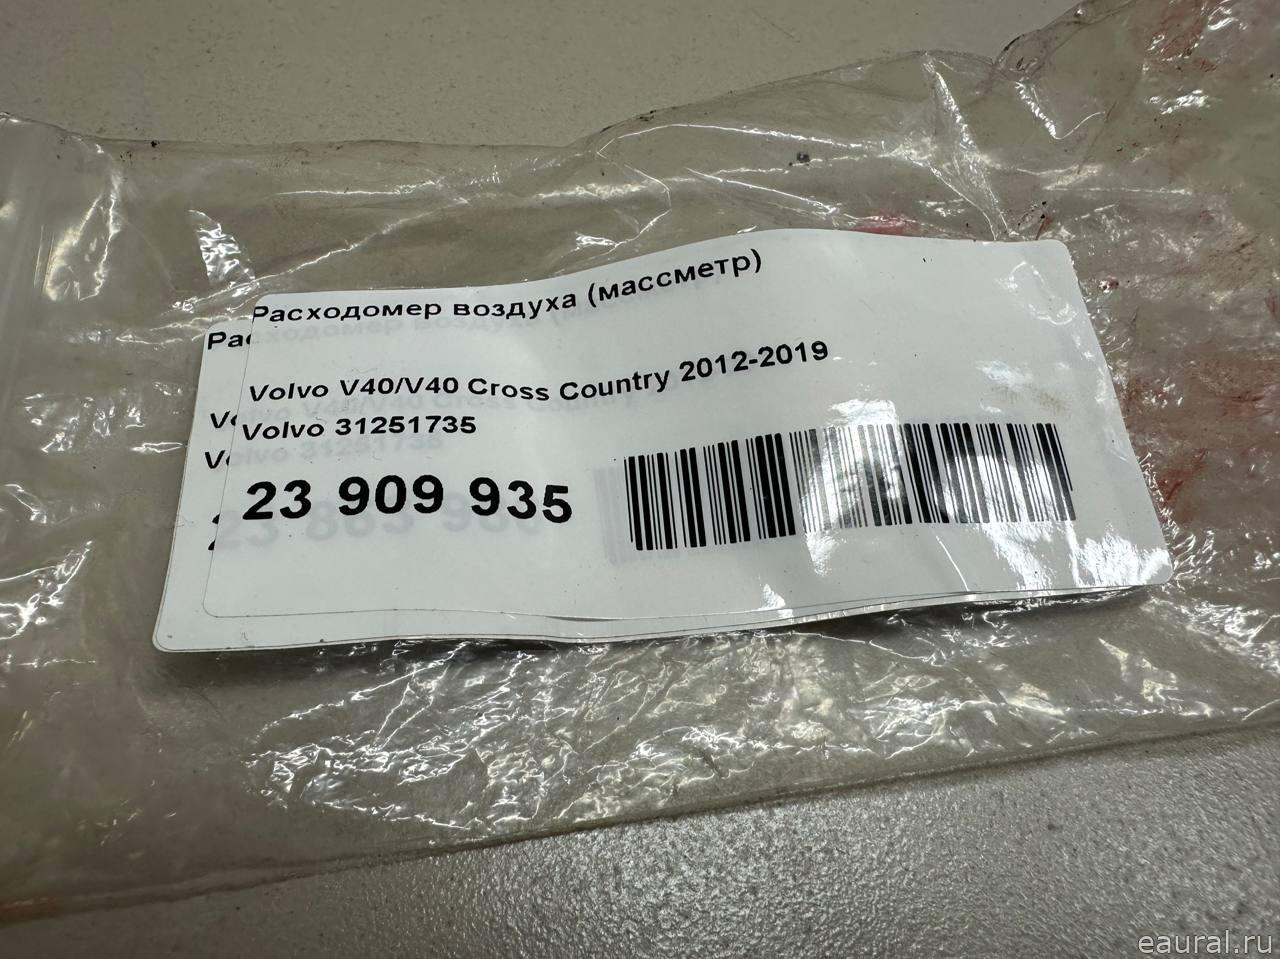 Расходомер воздуха (массметр)
Volvo V40/V40 Cross Country 2012-2019
Volvo 31251735
23 909 935
eaural.ru